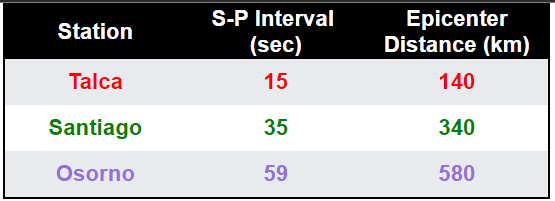 Station S-P Interval (sec) Epicenter Distance (km)
Talca 15 140
Santiago 35 340
Osorno 59 580